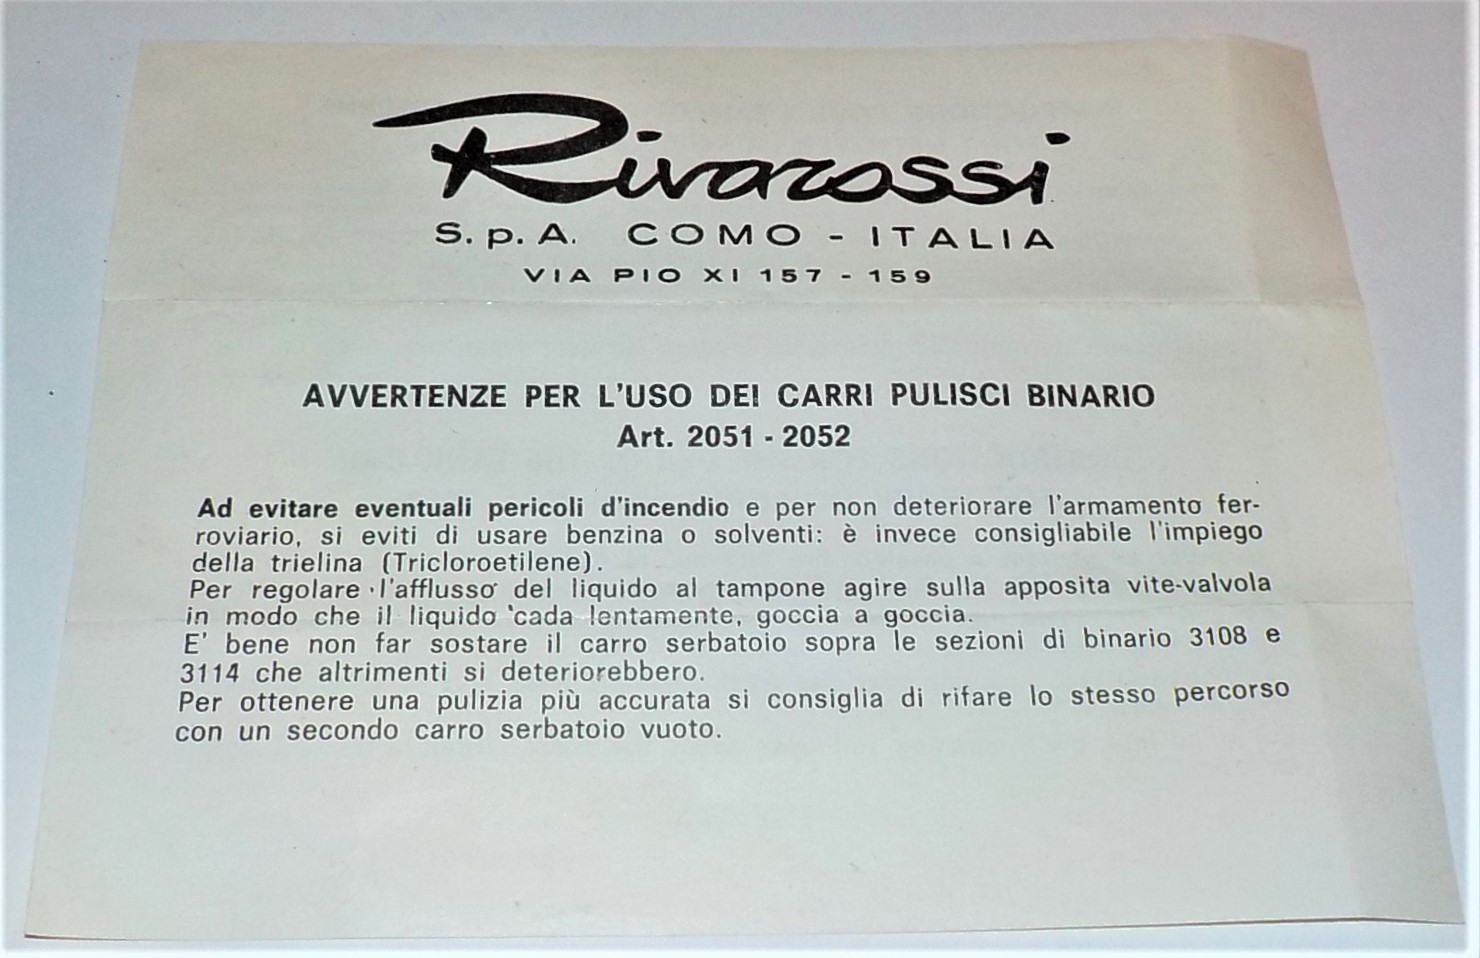 Rivarossi
S.p.A. COMO - ITALIA
VIA PIO XI 157 - 159
AVVERTENZE PER L'USO DEI CARRI PULISCI BINARIO
Art. 2051 - 2052
Ad evitare eventuali pericoli d'incendio e per non deteriorare l'armamento fer-
roviario, si eviti di usare benzina o solventi: è invece consigliabile l'impiego
della trielina (Tricloroetilene).
Per regolare l'afflusso del liquido al tampone agire sulla apposita vite-valvola
in modo che il liquido cada lentamente, goccia a goccia.
E' bene non far sostare il carro serbatoio sopra le sezioni di binario 3108 e
3114 che altrimenti si deteriorebbero.
Per ottenere una pulizia più accurata si consiglia di rifare lo stesso percorso
con un secondo carro serbatoio vuoto.